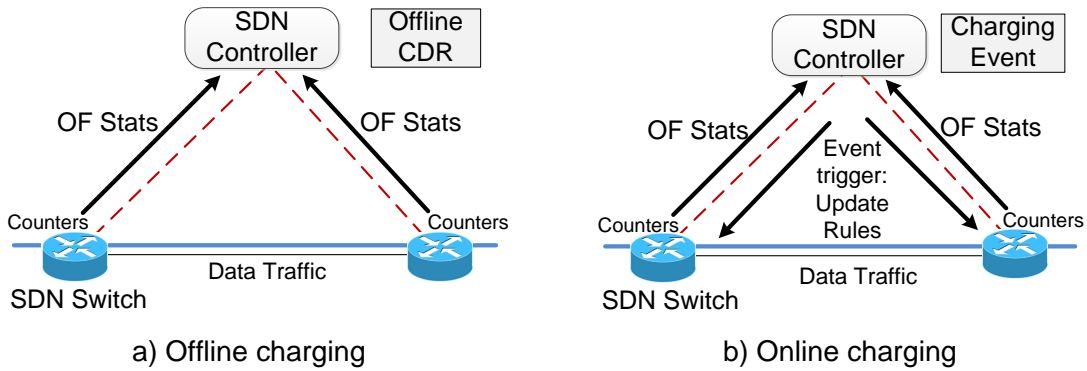 SDN
Controller
Offline
CDR
OF Stats
OF Stats
Counters
Counters
Data Traffic
SDN Switch
a) Offline charging
SDN
Controller
Charging
Event
OF Stats
OF Stats
Event
trigger:
Update
Rules
Counters
Counters
Data Traffic
SDN Switch
b) Online charging